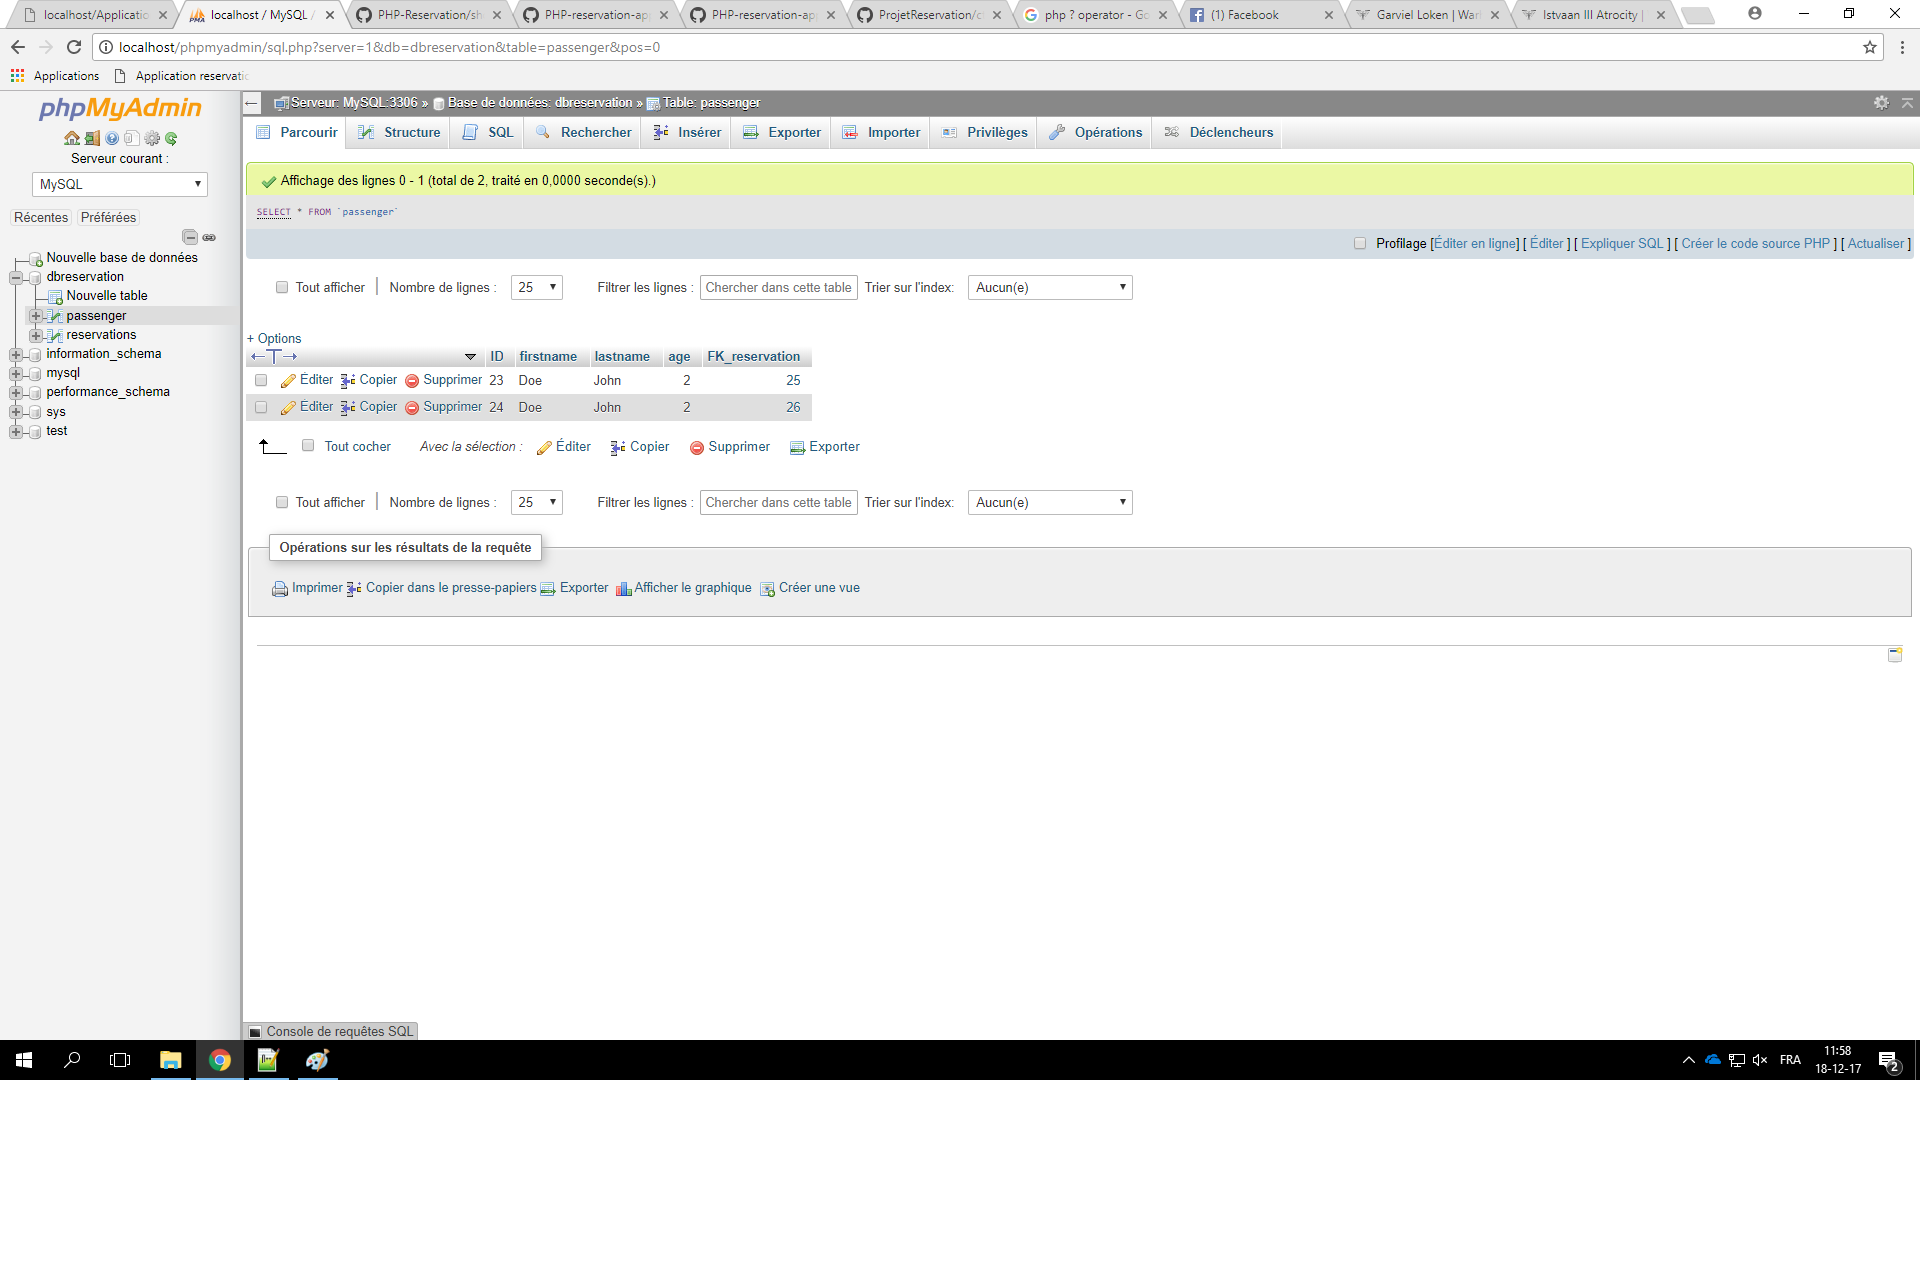 localhost/Applicatio
localhost / MySQL /
PHP-Reservation/sh
PHP-reservation-app
PHP-reservation-app
ProjetReservation/c
php ? operator - Go
(1) Facebook
Garviel Loken | War
Istvaan III Atrocity |
localhost/phpmyadmin/sql.php?server=1&db=dbreservation&table=passenger&pos=0
Applications
Application reservatio
phpMyAdmin
Serveur courant :
MySQL
Récentes
Préférées
Nouvelle base de données
dbreservation
Nouvelle table
passenger
reservations
information_schema
mysql
performance_schema
sys
test
Serveur: MySQL:3306 » Base de données: dbreservation » Table: passenger
Parcourir Structure SQL Rechercher Insérer Exporter Importer Privilèges Opérations Déclencheurs
Affichage des lignes 0 - 1 (total de 2, traité en 0,0000 seconde(s).)
SELECT * FROM `passenger`
Profilage [Éditer en ligne] [ Éditer ] [ Expliquer SQL ] [ Créer le code source PHP ] [ Actualiser ]
Tout afficher | Nombre de lignes : 25 Filtrer les lignes : Chercher dans cette table Trier sur l'index: Aucun(e)
+ Options
←T→ ID firstname lastname age FK_reservation
Éditer Copier Supprimer 23 Doe John 2 25
Éditer Copier Supprimer 24 Doe John 2 26
Tout cocher Avec la sélection : Éditer Copier Supprimer Exporter
Tout afficher | Nombre de lignes : 25 Filtrer les lignes : Chercher dans cette table Trier sur l'index: Aucun(e)
Opérations sur les résultats de la requête
Imprimer Copier dans le presse-papiers Exporter Afficher le graphique Créer une vue
Console de requêtes SQL
FRA
11:58
18-12-17
2